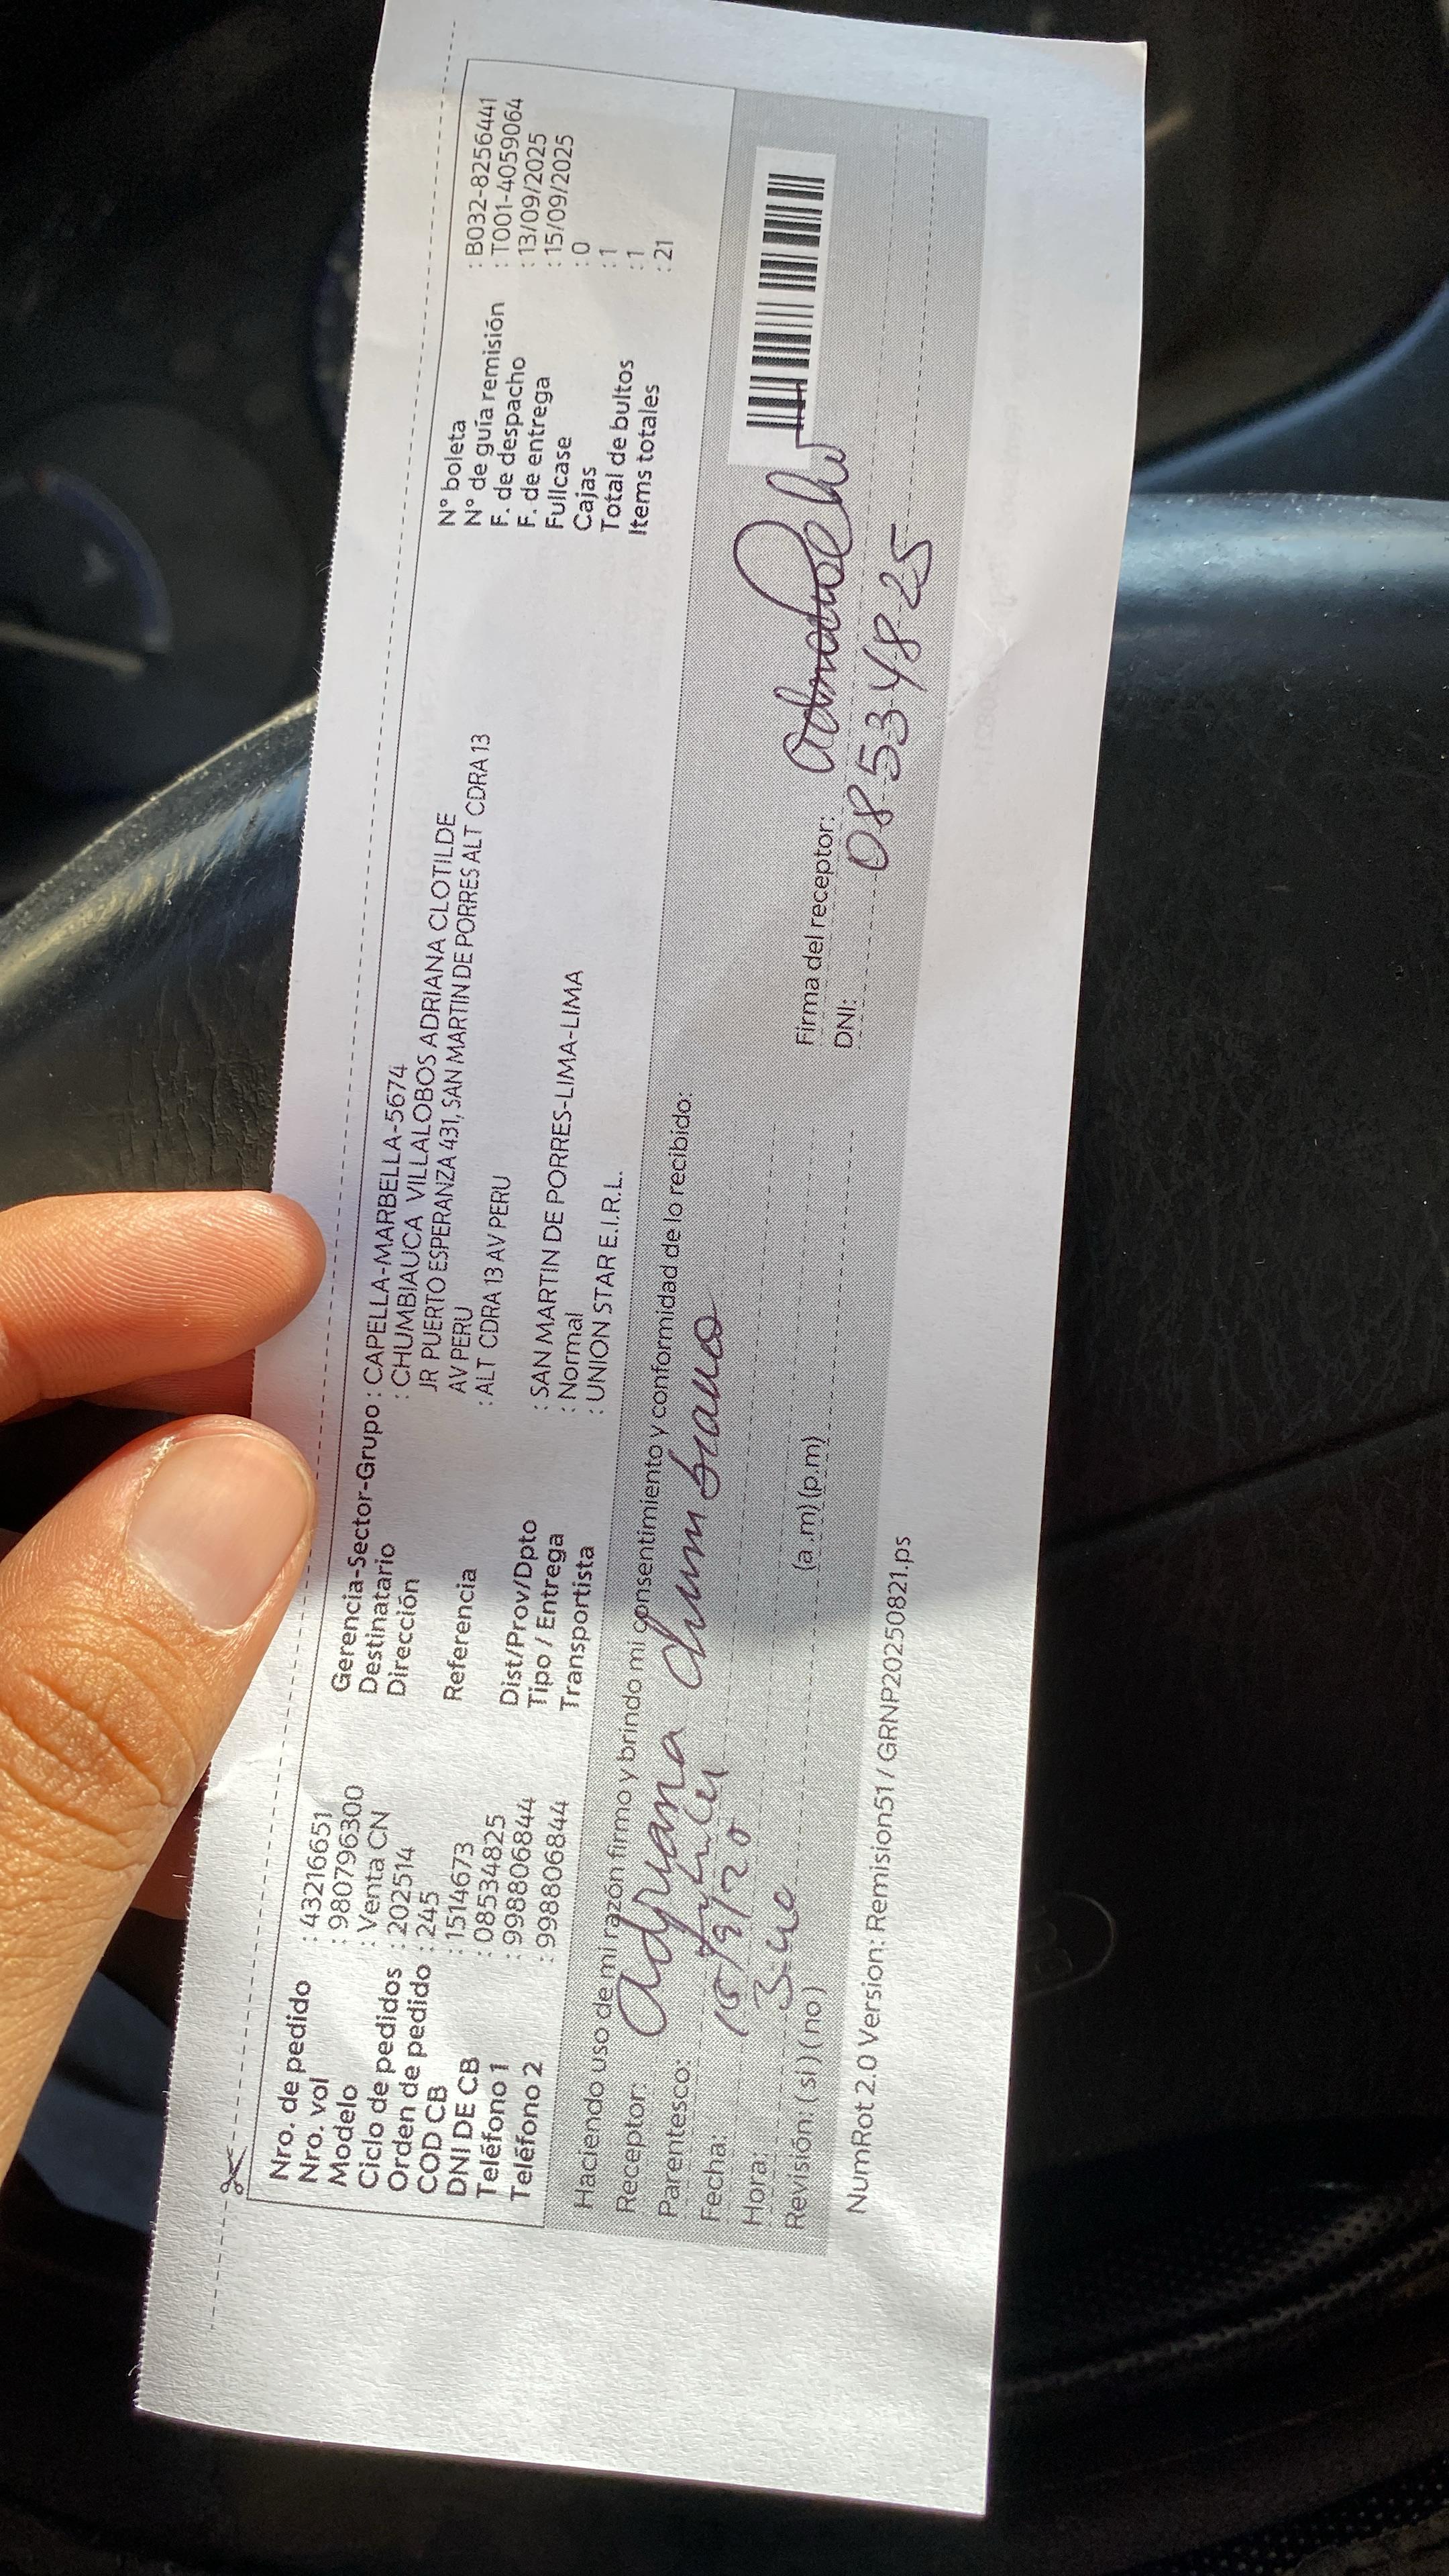 Nro. de pedido : 43216651
Nro. vol : 980796300
Modelo : Venta CN
Ciclo de pedidos : 202514
Orden de pedido : 245
COD CB : 1514673
DNI DE CB : 08534825
Teléfono 1 : 998806844
Teléfono 2 : 998806844
Gerencia-Sector-Grupo : CAPELLA-MARBELLA-5674
Destinatario : CHUMBIAUCA VILLALOBOS ADRIANA CLOTILDE
Dirección JR PUERTO ESPERANZA 431, SAN MARTIN DE PORRES ALT CDRA 13
AV PERU
Referencia : ALT CDRA 13 AV PERU
Dist/Prov/Dpto : SAN MARTIN DE PORRES-LIMA-LIMA
Tipo / Entrega : Normal
Transportista : UNION STAR E.I.R.L.
N° boleta : B032-8256441
N° de guía remisión : T001-4059064
F. de despacho : 13/09/2025
F. de entrega : 15/09/2025
Fullcase : 0
Cajas : 1
Total de bultos : 1
Items totales : 21
Haciendo uso de mi razón firmo y brindo mi consentimiento y conformidad de lo recibido:
Receptor: Adriana
Parentesco:
Fecha: 15/9/20
Hora: 3:40 (a .m) (p.m)
Revisión: ( si ) ( no )
Firma del receptor:
DNI: 08534825
NumRot 2.0 Version: Remision51 / GRNP20250821.ps